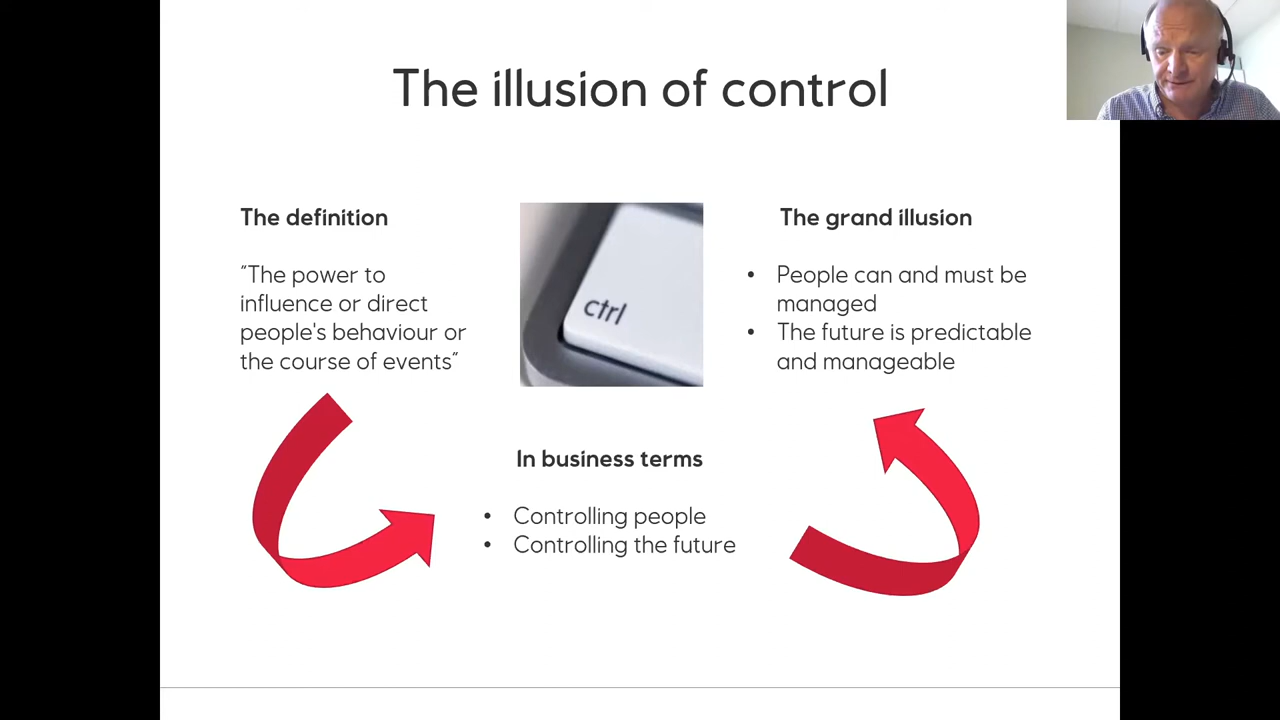 The illusion of control
The definition
“The power to
influence or direct
people's behaviour or
the course of events”
ctrl
In business terms
• Controlling people
• Controlling the future
The grand illusion
• People can and must be
managed
• The future is predictable
and manageable